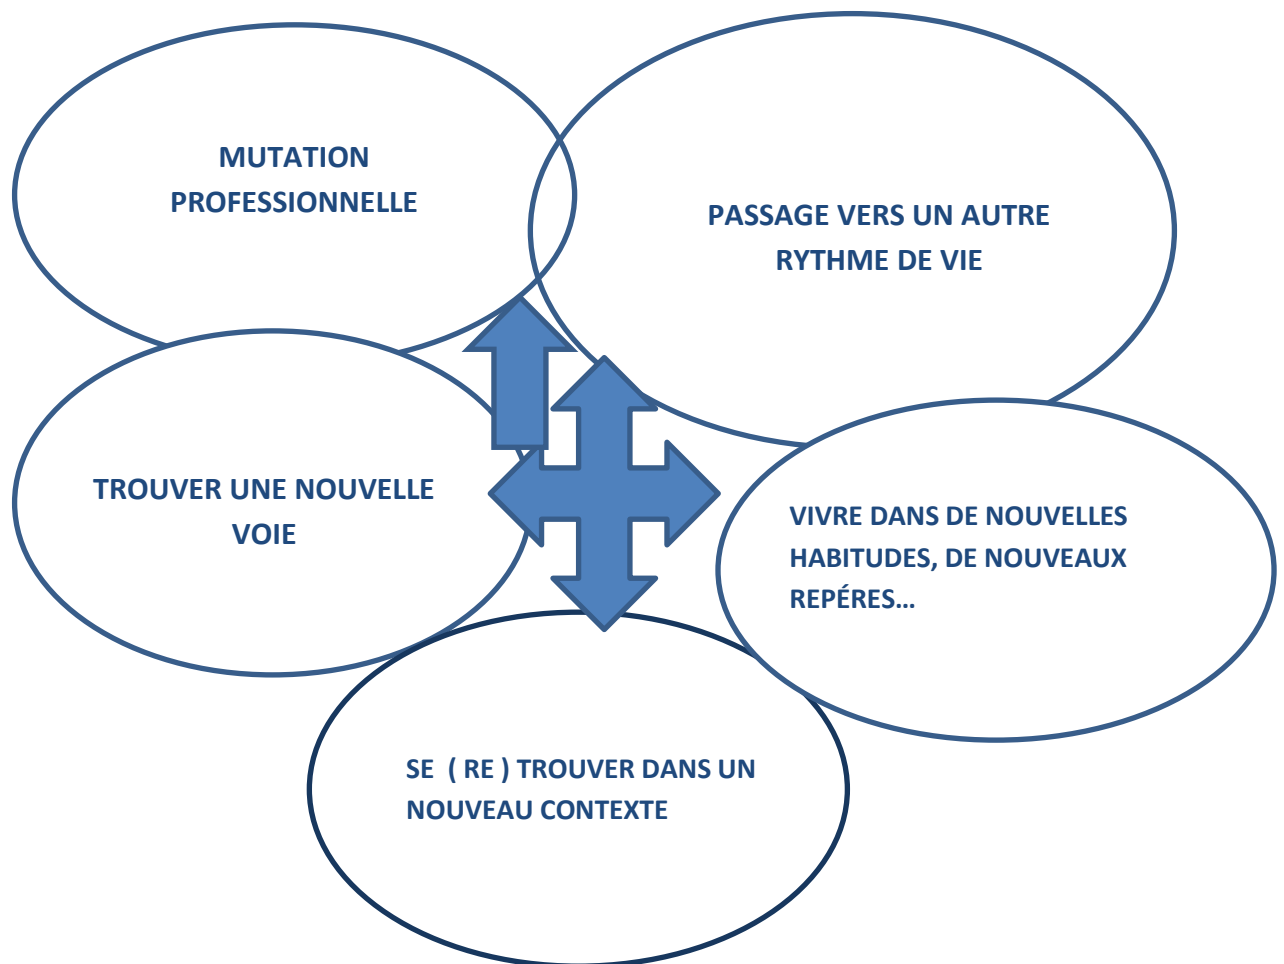 MUTATION
PROFESSIONNELLE
PASSAGE VERS UN AUTRE
RYTHME DE VIE
TROUVER UNE NOUVELLE
VOIE
VIVRE DANS DE NOUVELLES
HABITUDES, DE NOUVEAUX
REPÉRES…
SE ( RE ) TROUVER DANS UN
NOUVEAU CONTEXTE